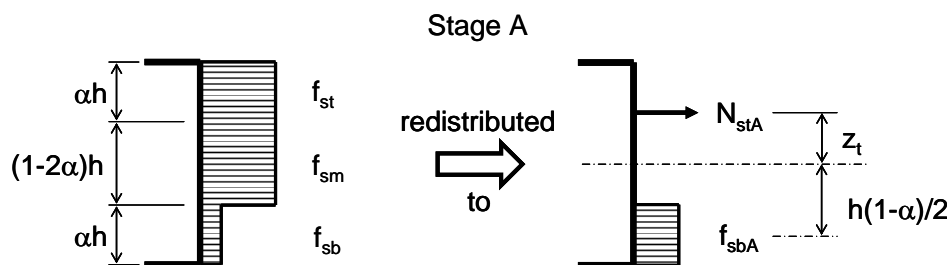 Stage A
αh
(1-2α)h
αh
f_st
f_sm
f_sb
redistributed
to
N_stA
z_t
h(1-α)/2
f_sbA